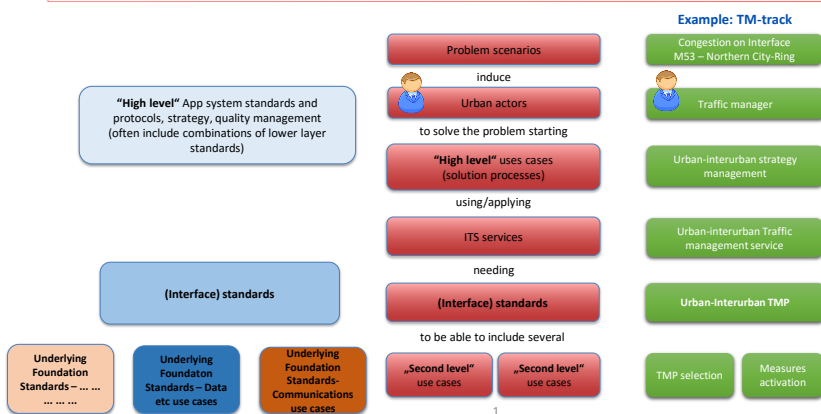 Example: TM-track
Problem scenarios
Congestion on Interface
M53 – Northern City-Ring
induce
"High level" App system standards and
protocols, strategy, quality management
(often include combinations of lower layer
standards)
Urban actors
Traffic manager
to solve the problem starting
"High level" uses cases
(solution processes)
Urban-interurban strategy
management
using/applying
ITS services
Urban-interurban Traffic
management service
needing
(Interface) standards
(Interface) standards
Urban-Interurban TMP
to be able to include several
Underlying
Foundation
Standards – ... ...
... ... ...
Underlying
Foundaton
Standards – Data
etc use cases
Underlying
Foundation
Standards-
Communications
use cases
„Second level"
use cases
„Second level"
use cases
TMP selection
Measures
activation
1